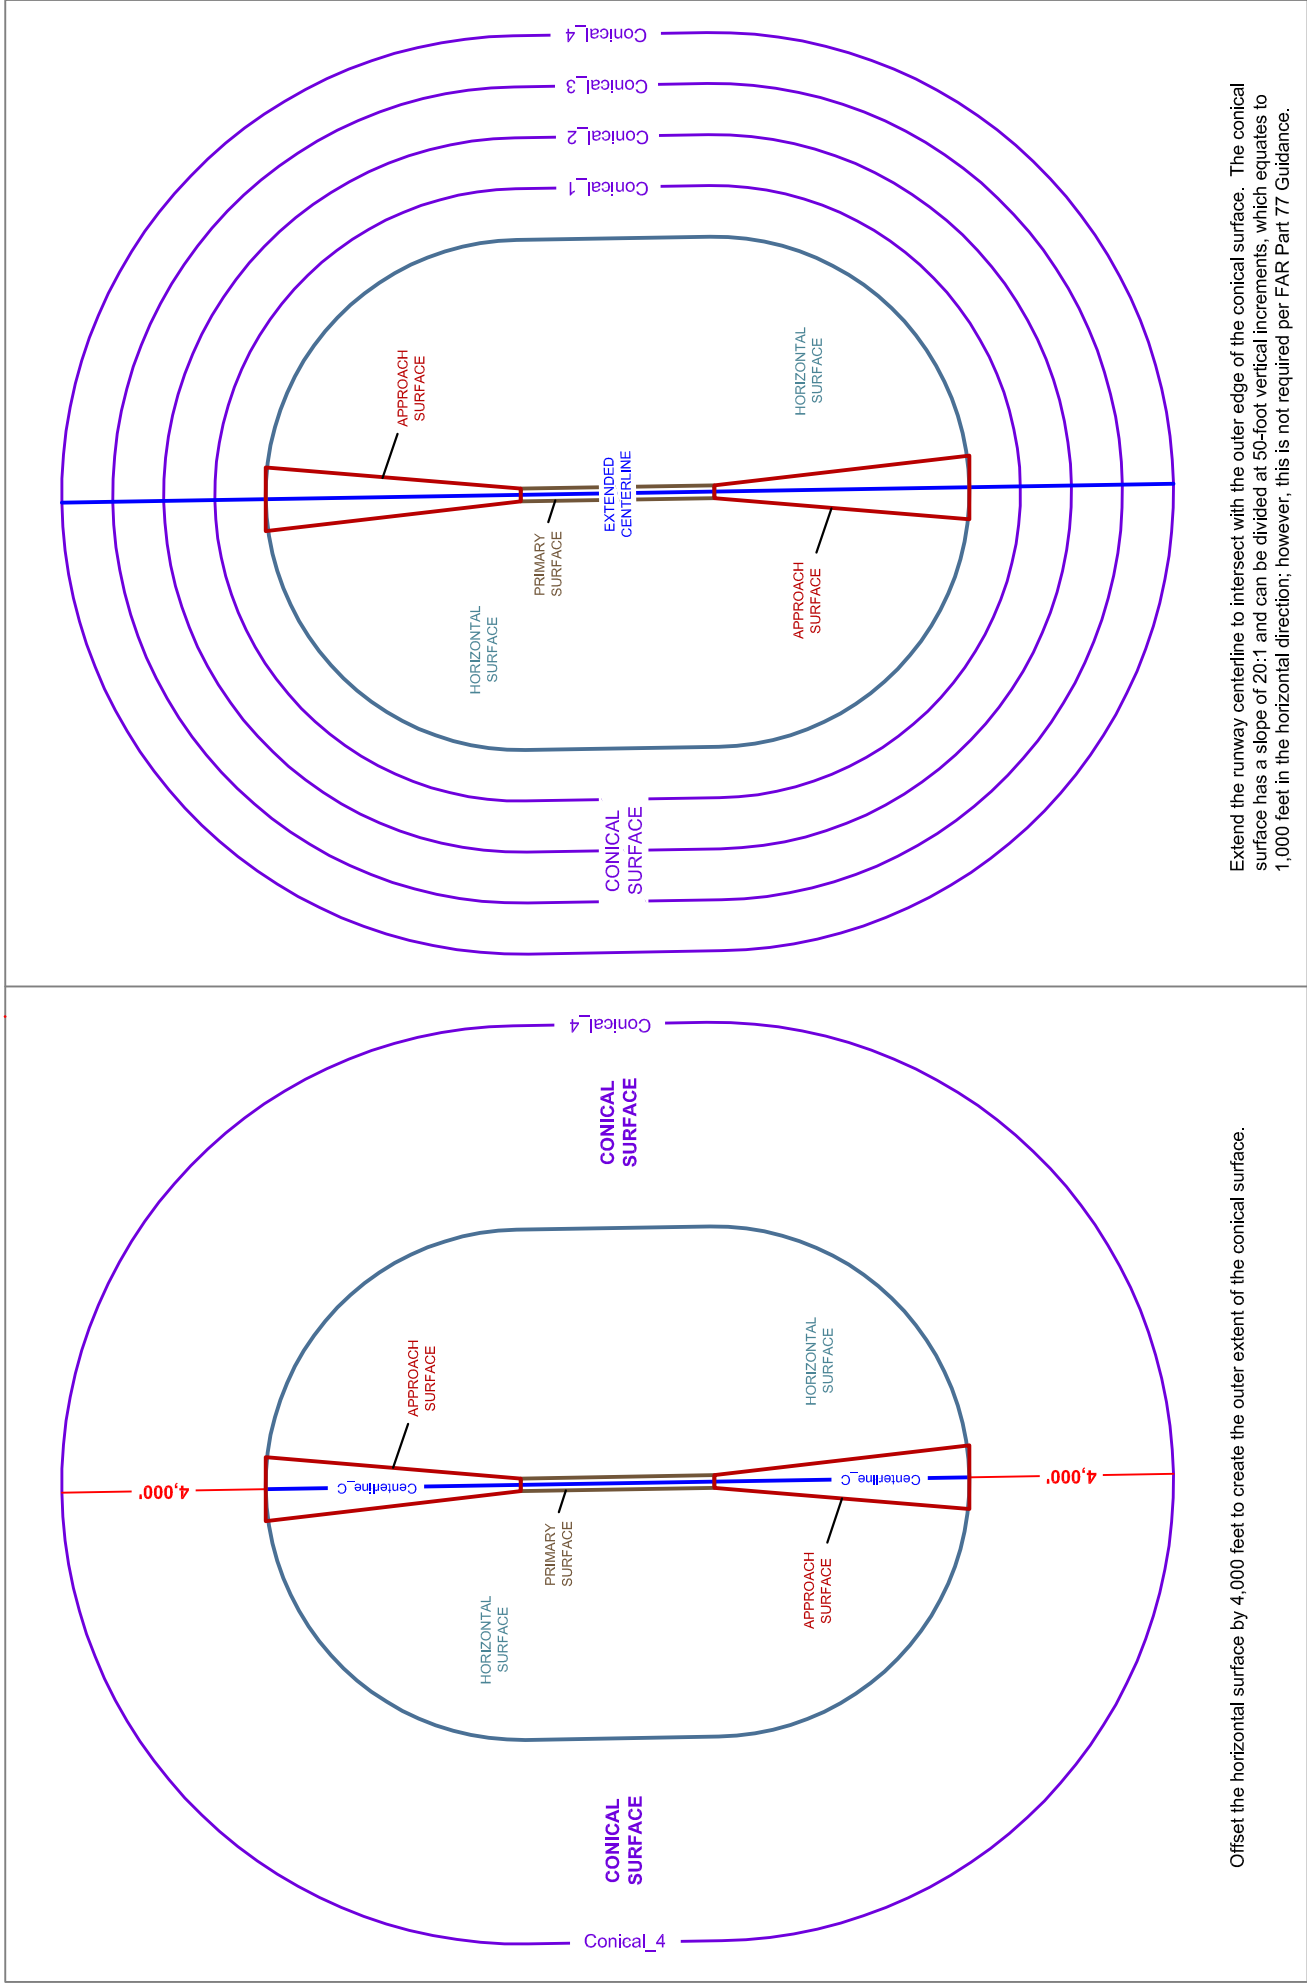 4,000'
Centerline_C
APPROACH
SURFACE
HORIZONTAL
SURFACE
PRIMARY
SURFACE
Conical_4
CONICAL
SURFACE
CONICAL
SURFACE
Conical_4
APPROACH
SURFACE
HORIZONTAL
SURFACE
Centerline_C
4,000'
Offset the horizontal surface by 4,000 feet to create the outer extent of the conical surface.
APPROACH
SURFACE
HORIZONTAL
SURFACE
PRIMARY
SURFACE
CONICAL
SURFACE
EXTENDED
CENTERLINE
Conical_1
Conical_2
Conical_3
Conical_4
APPROACH
SURFACE
HORIZONTAL
SURFACE
Extend the runway centerline to intersect with the outer edge of the conical surface. The conical
surface has a slope of 20:1 and can be divided at 50-foot vertical increments, which equates to
1,000 feet in the horizontal direction; however, this is not required per FAR Part 77 Guidance.